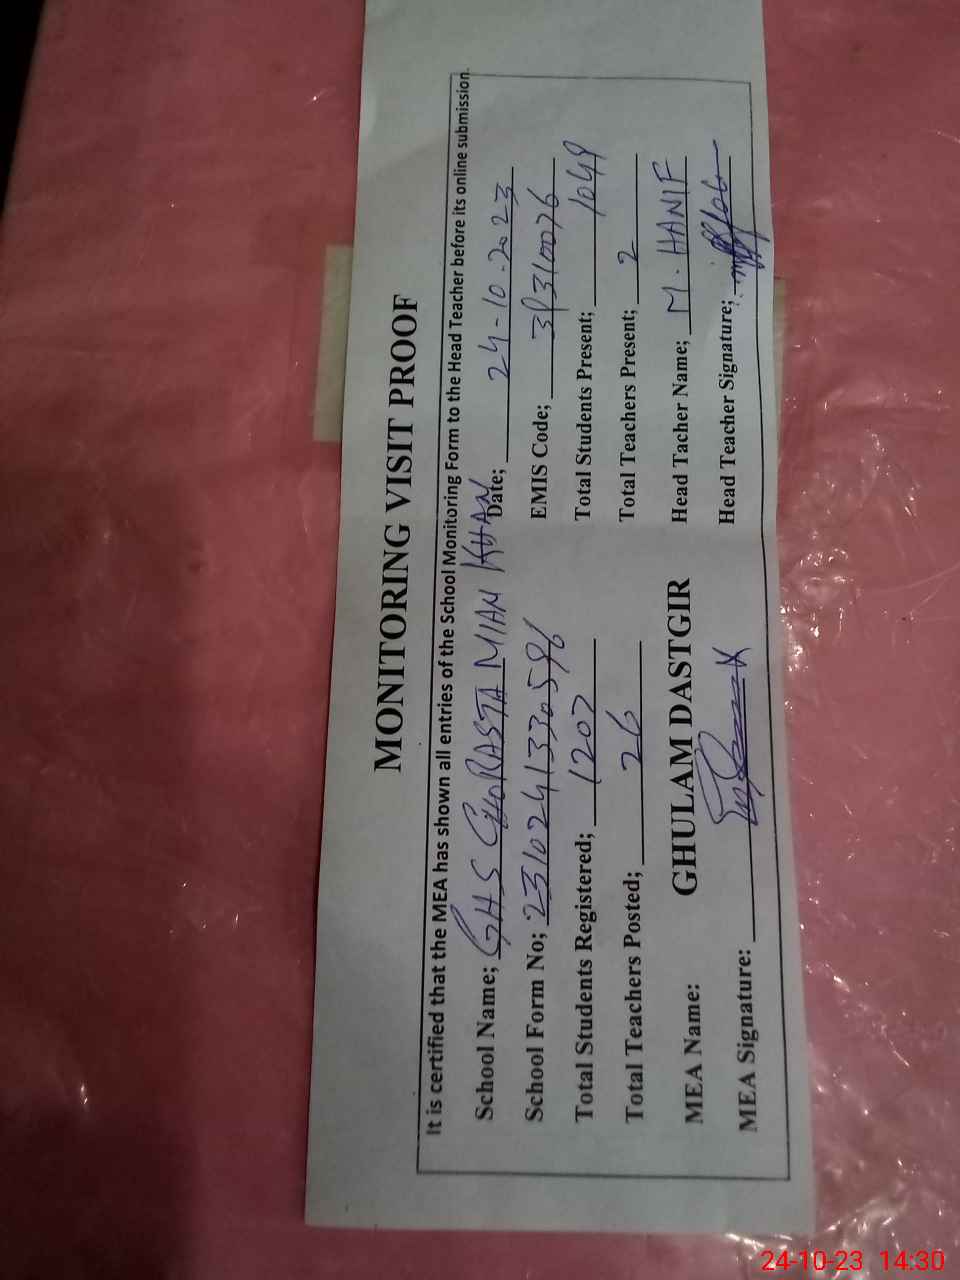 MONITORING VISIT PROOF
It is certified that the MEA has shown all entries of the School Monitoring Form to the Head Teacher before its online submission.
School Name; GHS CHORASTA MIAN KHAN Date; 24-10-2023
School Form No; 23102413330596 EMIS Code;
Total Students Registered; 1207 Total Students Present; 1049
Total Teachers Posted; 26 Total Teachers Present; 2
MEA Name: GHULAM DASTGIR Head Tacher Name; M. HANIF
MEA Signature: Head Teacher Signature;
24-10-23 14:30